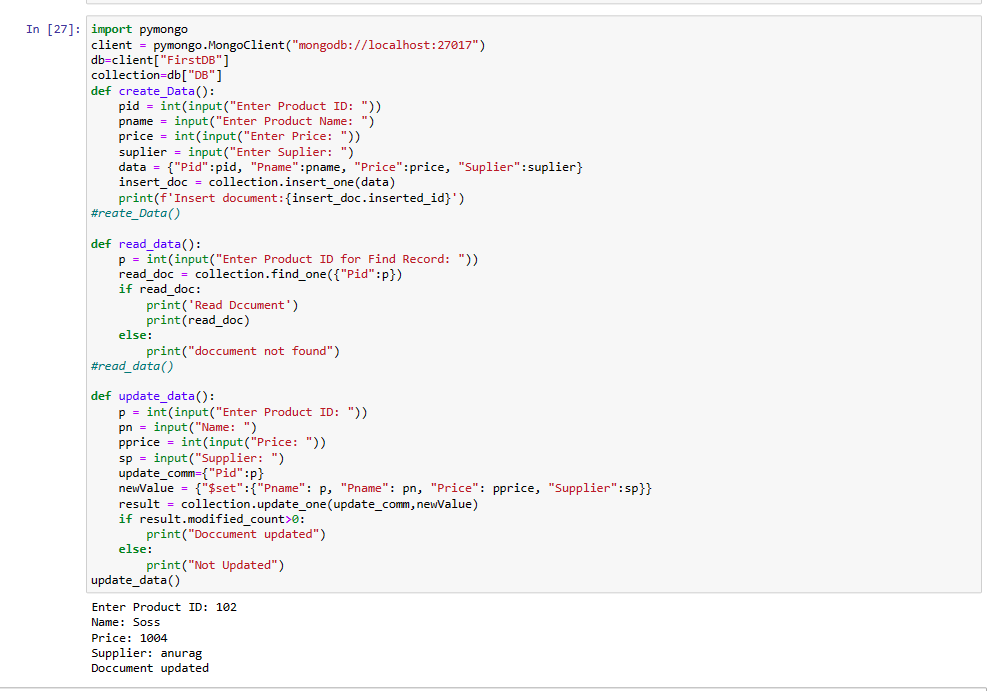 In [27]: import pymongo
client = pymongo.MongoClient("mongodb://localhost:27017")
db=client["FirstDB"]
collection=db["DB"]
def create_Data():
    pid = int(input("Enter Product ID: "))
    pname = input("Enter Product Name: ")
    price = int(input("Enter Price: "))
    suplier = input("Enter Suplier: ")
    data = {"Pid":pid, "Pname":pname, "Price":price, "Suplier":suplier}
    insert_doc = collection.insert_one(data)
    print(f'Insert document:{insert_doc.inserted_id}')
#reate_Data()

def read_data():
    p = int(input("Enter Product ID for Find Record: "))
    read_doc = collection.find_one({"Pid":p})
    if read_doc:
        print('Read Dccument')
        print(read_doc)
    else:
        print("doccument not found")
#read_data()

def update_data():
    p = int(input("Enter Product ID: "))
    pn = input("Name: ")
    pprice = int(input("Price: "))
    sp = input("Supplier: ")
    update_comm={"Pid":p}
    newValue = {"$set":{"Pname": p, "Pname": pn, "Price": pprice, "Supplier":sp}}
    result = collection.update_one(update_comm,newValue)
    if result.modified_count>0:
        print("Doccument updated")
    else:
        print("Not Updated")
update_data()
Enter Product ID: 102
Name: Soss
Price: 1004
Supplier: anurag
Doccument updated